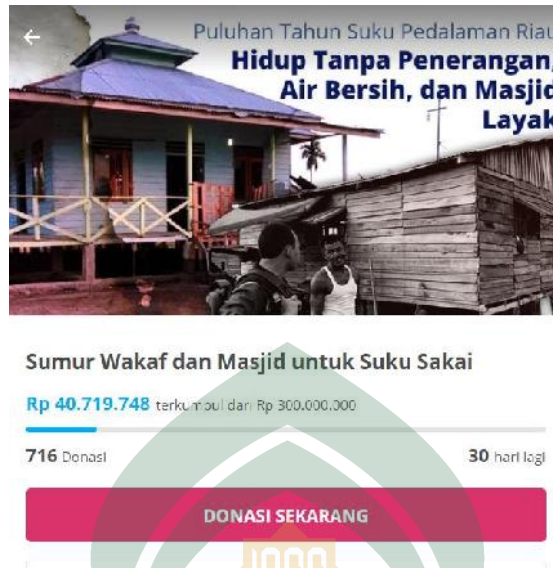 Puluhan Tahun Suku Pedalaman Riau
Hidup Tanpa Penerangan,
Air Bersih, dan Masjid
Layak
Sumur Wakaf dan Masjid untuk Suku Sakai
Rp 40.719.748 terkumpul dari Rp 300.000.000
716 Donasi
30 hari lagi
DONASI SEKARANG